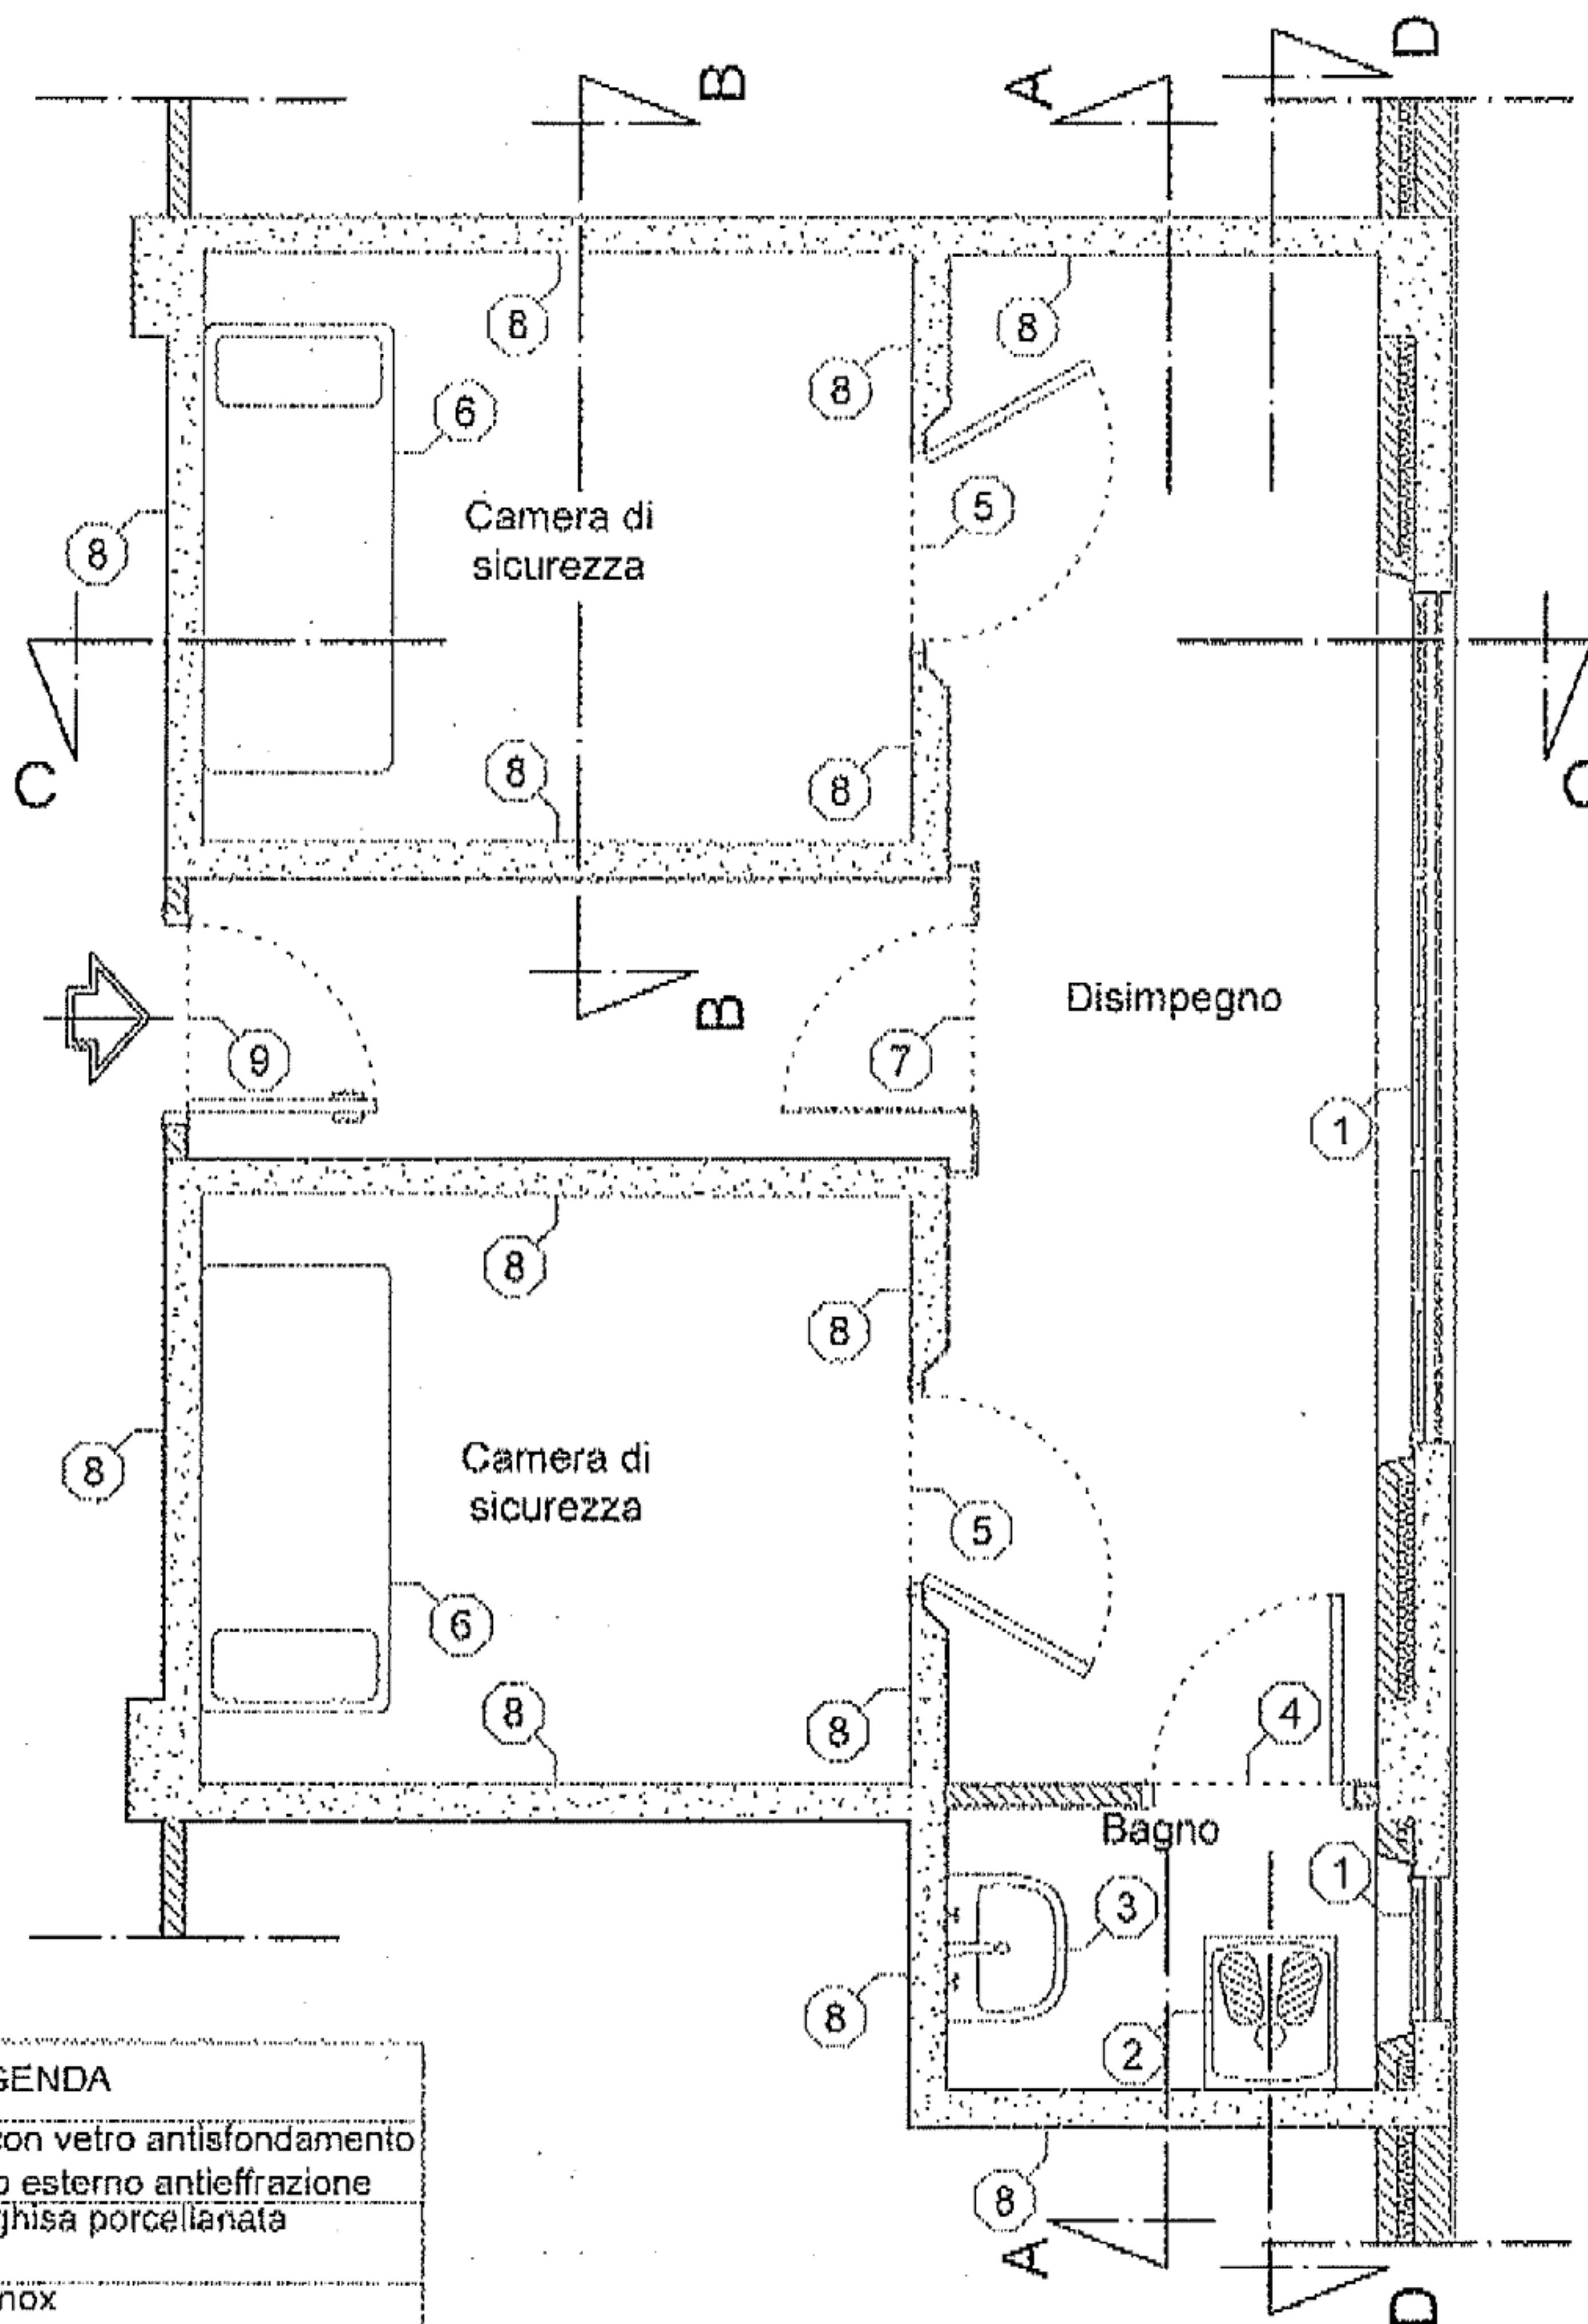 D
B
A
8
8
8
6
5
Camera di
sicurezza
8
C
C
8
8
Disimpegno
B
9
7
1
8
8
Camera di
sicurezza
8
5
6
8
8
4
Bagno
1
3
8
2
GENDA
con vetro antisfondamento
o esterno antieffrazione
ghisa porcellanata
8
A
nox
D